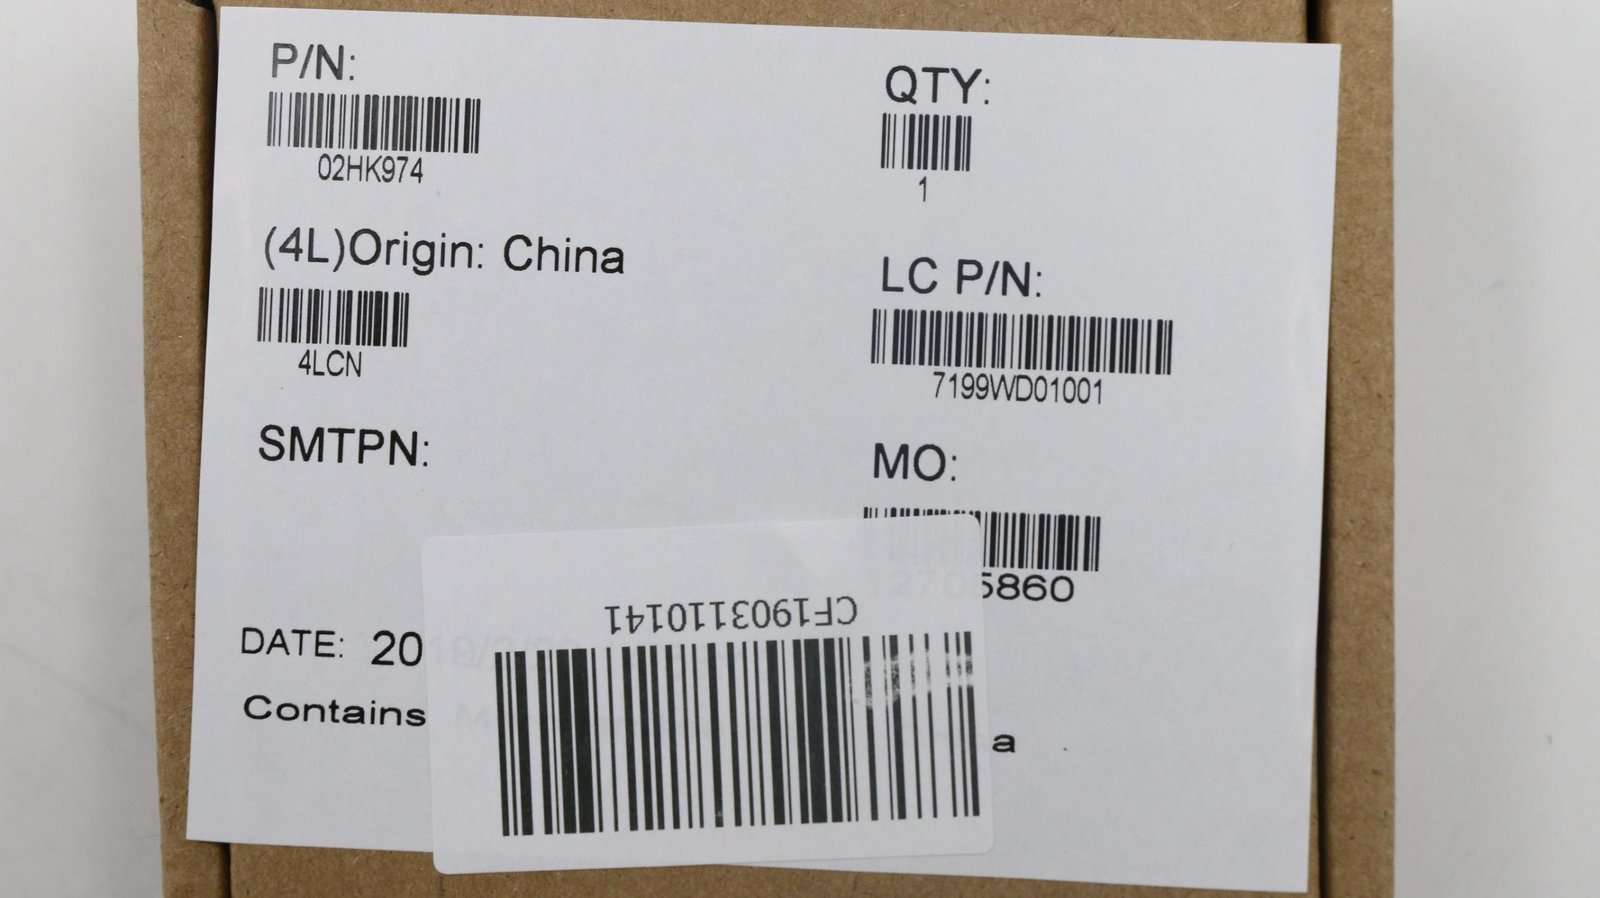 P/N:
02HK974
QTY:
1
(4L)Origin: China
4LCN
LC P/N:
7199WD01001
SMTPN:
MO:
5860
CF1903110141
DATE: 20
Contains
a